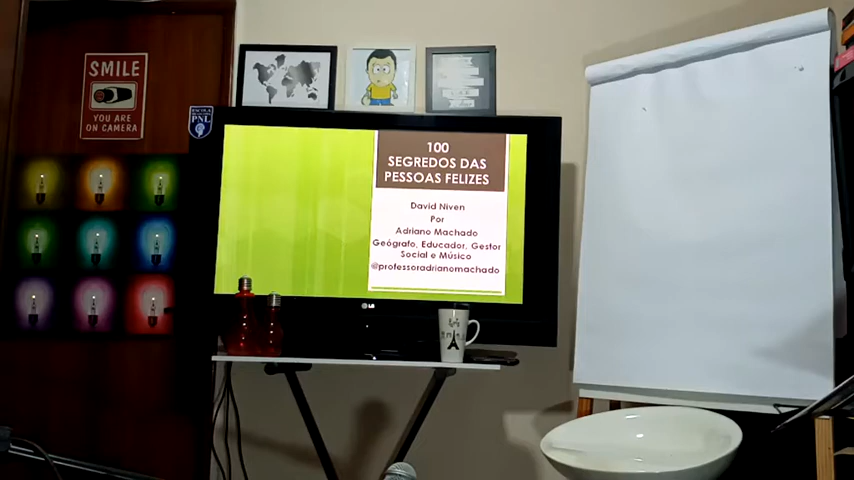 SMILE
YOU ARE
ON CAMERA
PNL
100
SEGREDOS DAS
PESSOAS FELIZES
David Niven
Por
Adriano Machado
Geógrafo, Educador, Gestor
Social e Músico
@professoradrianomachado
LG